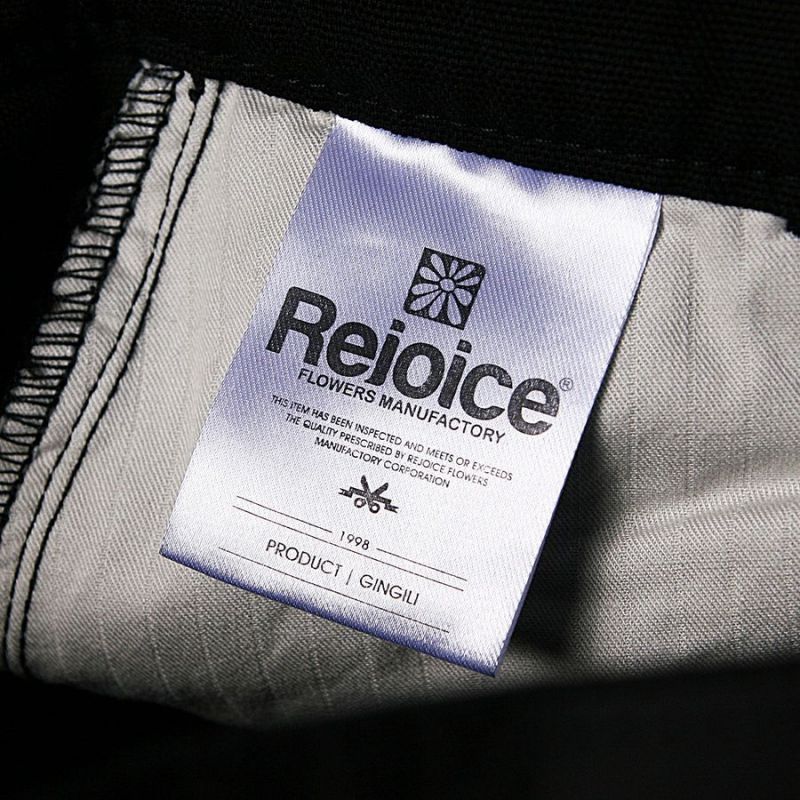 Rejoice®
FLOWERS MANUFACTORY
THIS ITEM HAS BEEN INSPECTED AND MEETS OR EXCEEDS
THE QUALITY PRESCRIBED BY REJOICE FLOWERS
MANUFACTORY CORPORATION
1998
PRODUCT | GINGILI